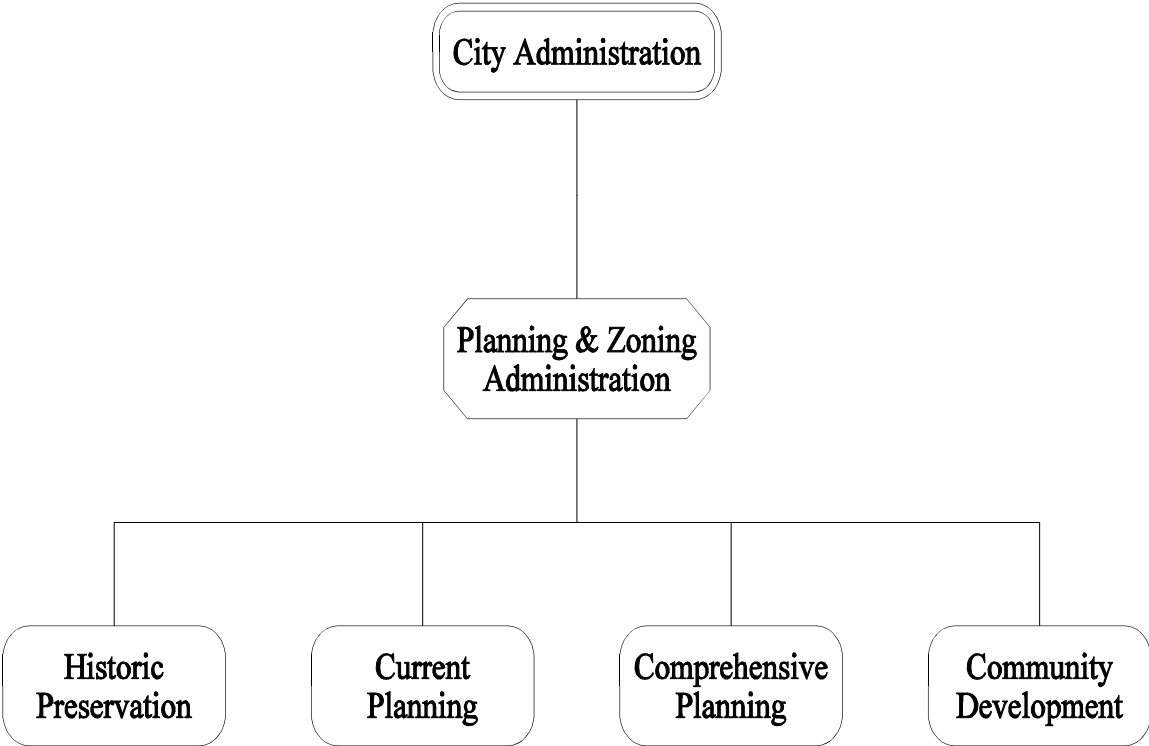 City Administration
Planning & Zoning
Administration
Historic
Preservation
Current
Planning
Comprehensive
Planning
Community
Development